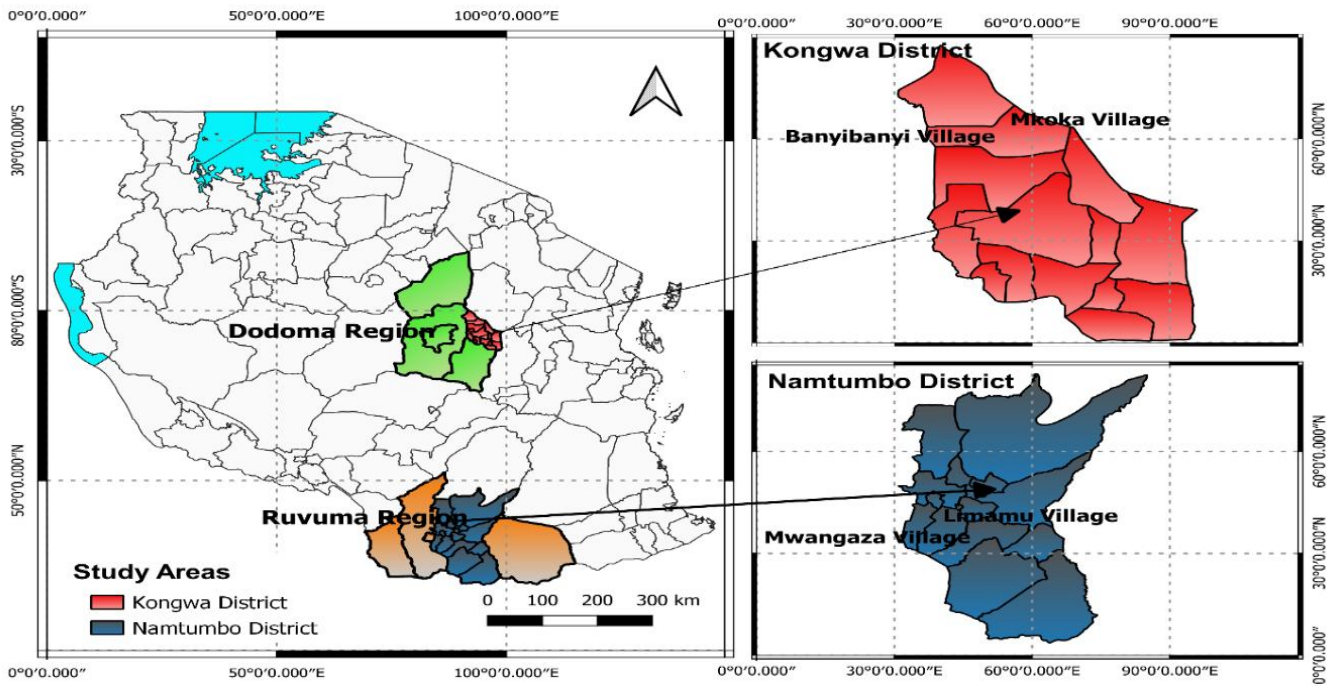 0°0′0.000″ 50°0′0.000″E 100°0′0.000″E
30°0′0.000″S
80°0′0.000″S
50°0′0.000″N
Dodoma Region
Ruvuma Region
Study Areas
Kongwa District
Namtumbo District
0 100 200 300 km
0°0′0.000″ 50°0′0.000″E 100°0′0.000″E
0°0′0.000″ 30°0′0.000″E 60°0′0.000″E 90°0′0.000″E
Kongwa District
Mkoka Village
Banyibanyi Village
60°0′0.000″N
30°0′0.000″N
Namtumbo District
Limamu Village
Mwangaza Village
60°0′0.000″N
30°0′0.000″N
0°0′0.000″
0°0′0.000″ 30°0′0.000″E 60°0′0.000″E 90°0′0.000″E